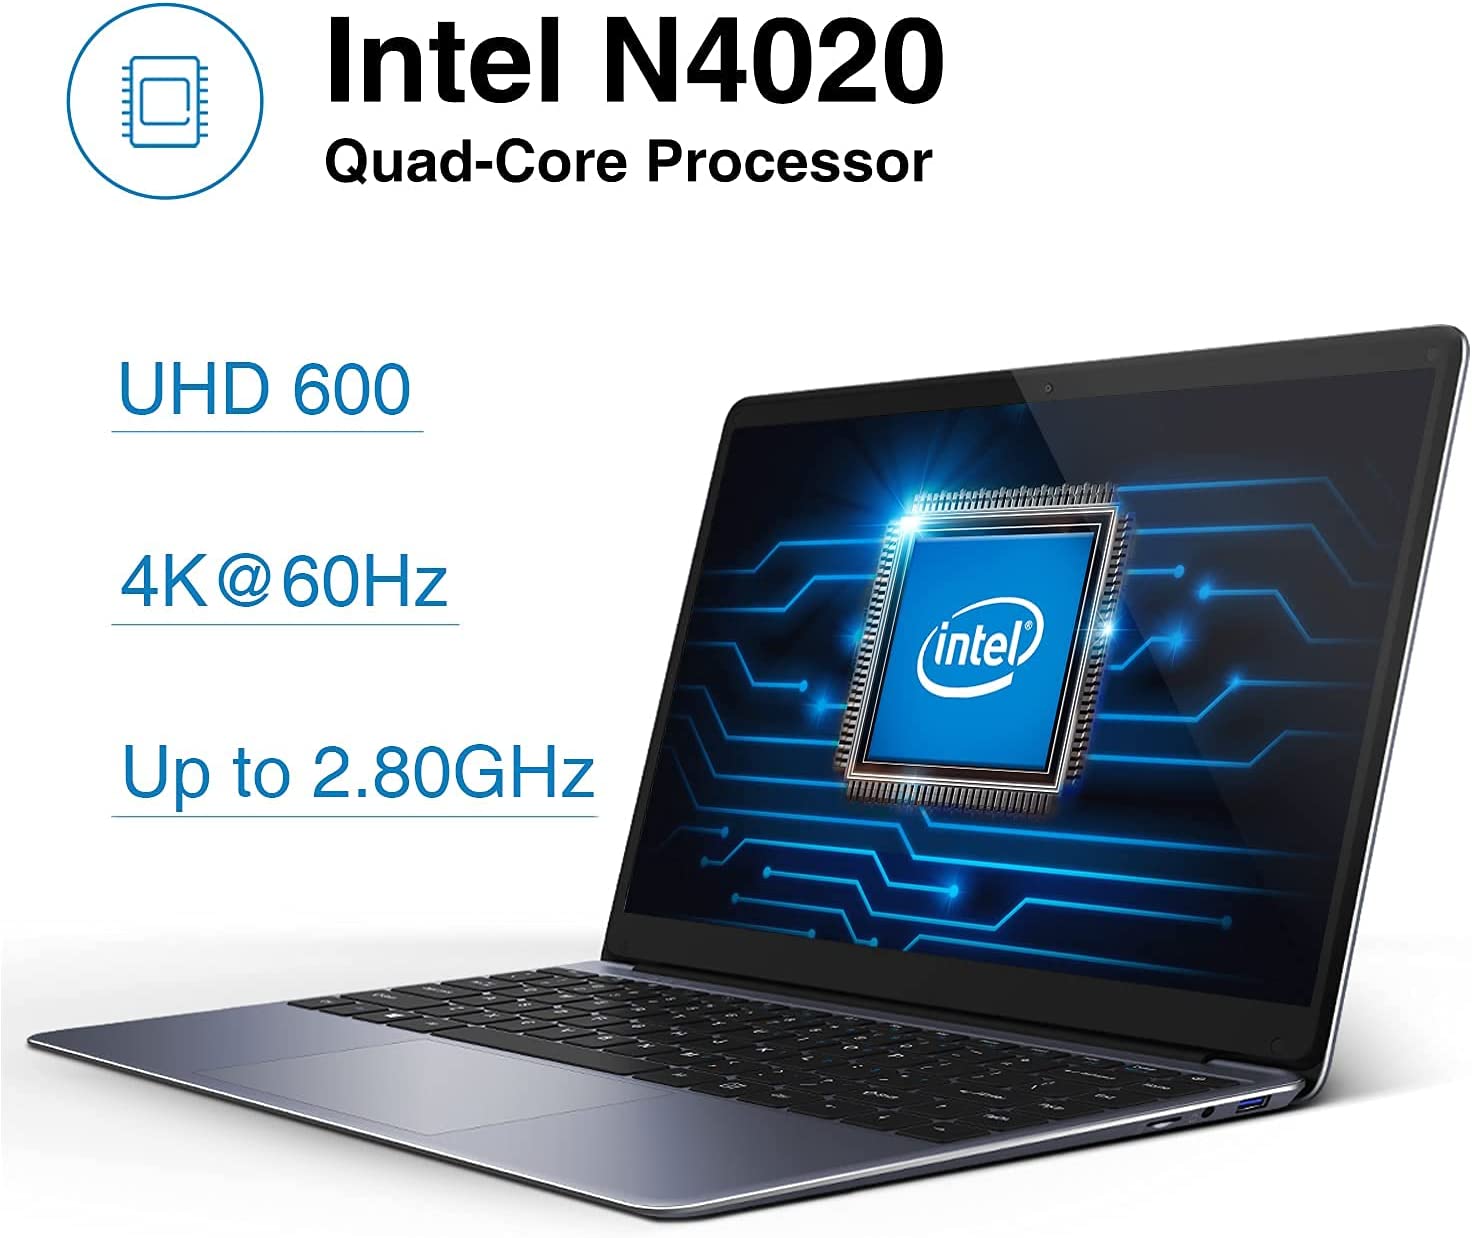 Intel N4020
Quad-Core Processor
UHD 600
4K@60Hz
Up to 2.80GHz
intel®